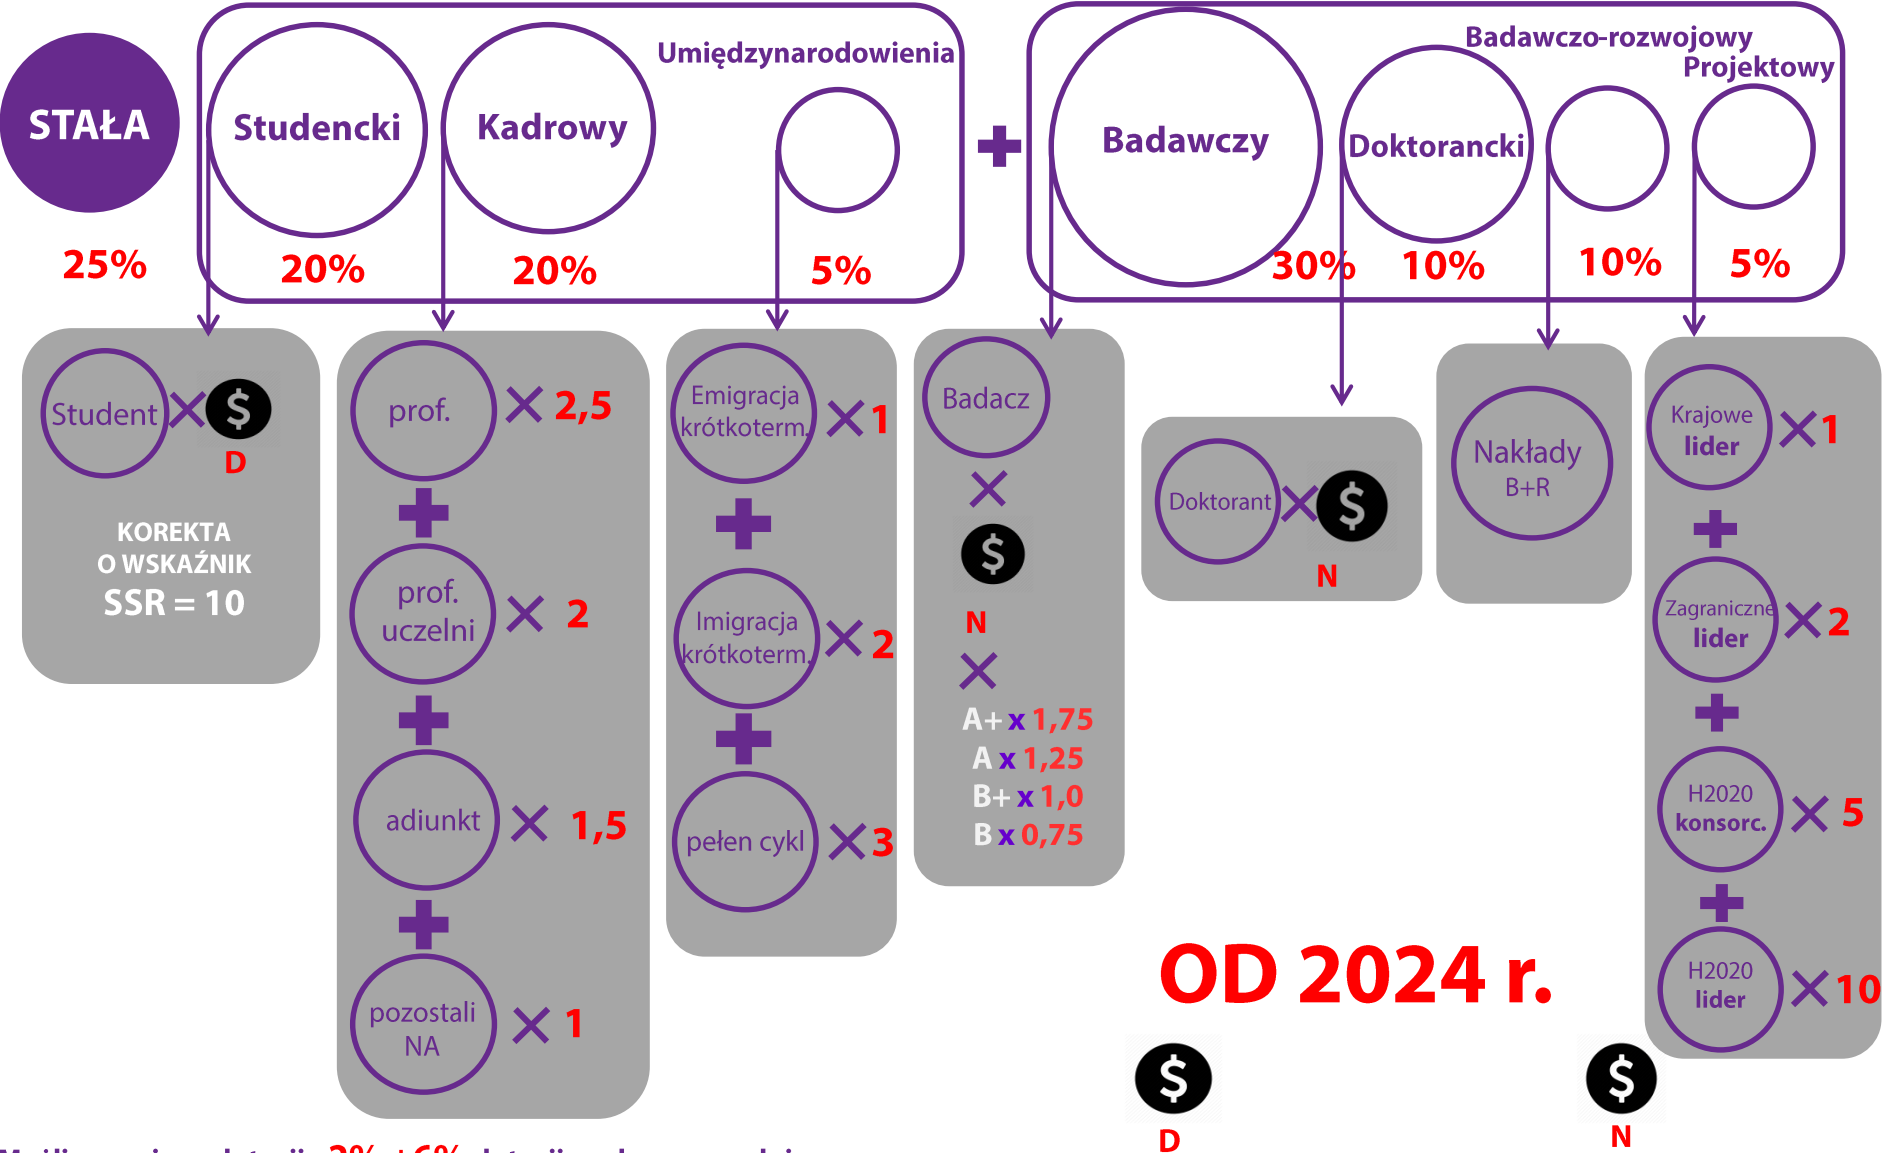 STAŁA
25%
Studencki
20%
Kadrowy
20%
Umiędzynarodowienia
5%
Badawczy
30%
Doktorancki
10%
Badawczo-rozwojowy
10%
Projektowy
5%
Student
$
D
KOREKTA
O WSKAŹNIK
SSR = 10
prof.
2,5
prof.
uczelni
2
adiunkt
1,5
pozostali
NA
1
Emigracja
krótkoterm.
1
Imigracja
krótkoterm.
2
pełen cykl
3
Badacz
$
N
A+ x 1,75
A x 1,25
B+ x 1,0
B x 0,75
Doktorant
$
N
Nakłady
B+R
Krajowe
lider
1
Zagraniczne
lider
2
H2020
konsorc.
5
H2020
lider
10
OD 2024 r.
$
D
$
N